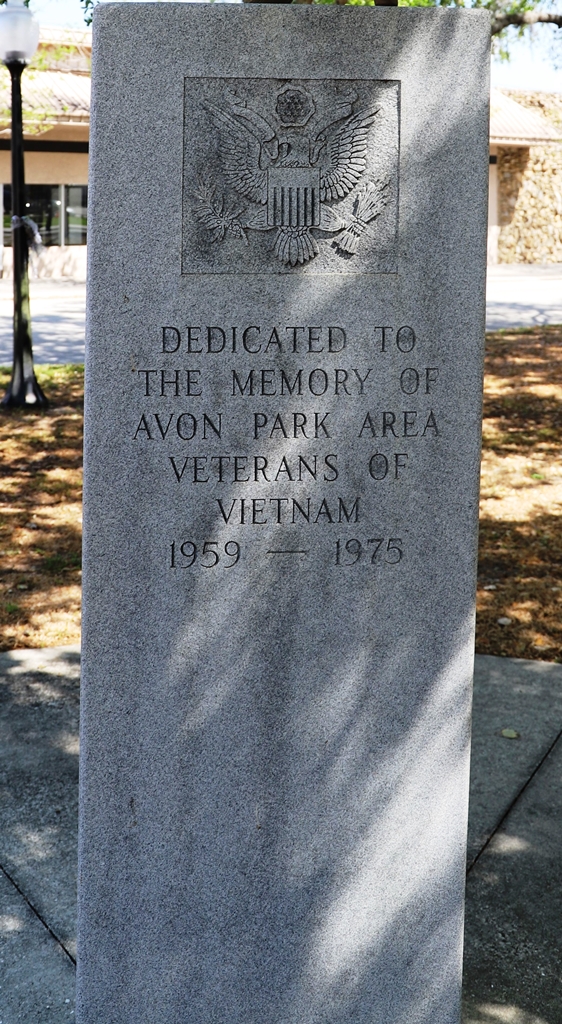 DEDICATED TO
THE MEMORY OF
AVON PARK AREA
VETERANS OF
VIETNAM
1959 — 1975